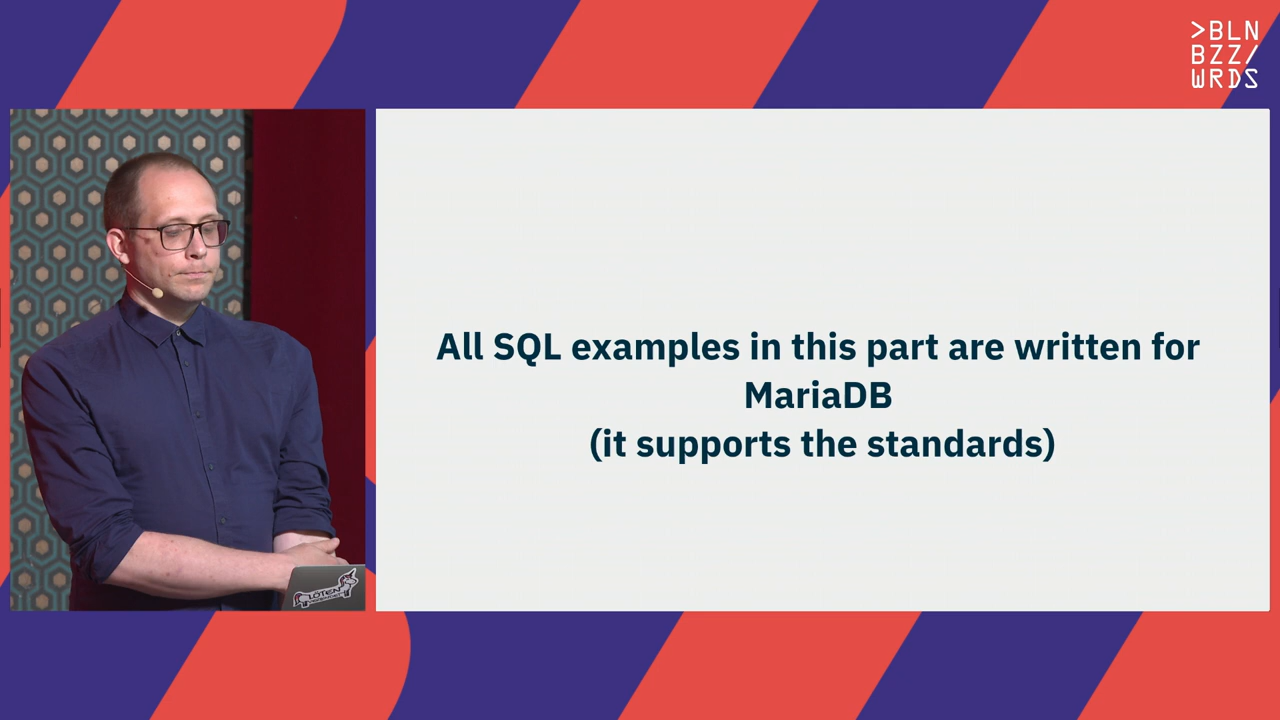 >BLN
BZZ/
WRDS
All SQL examples in this part are written for
MariaDB
(it supports the standards)